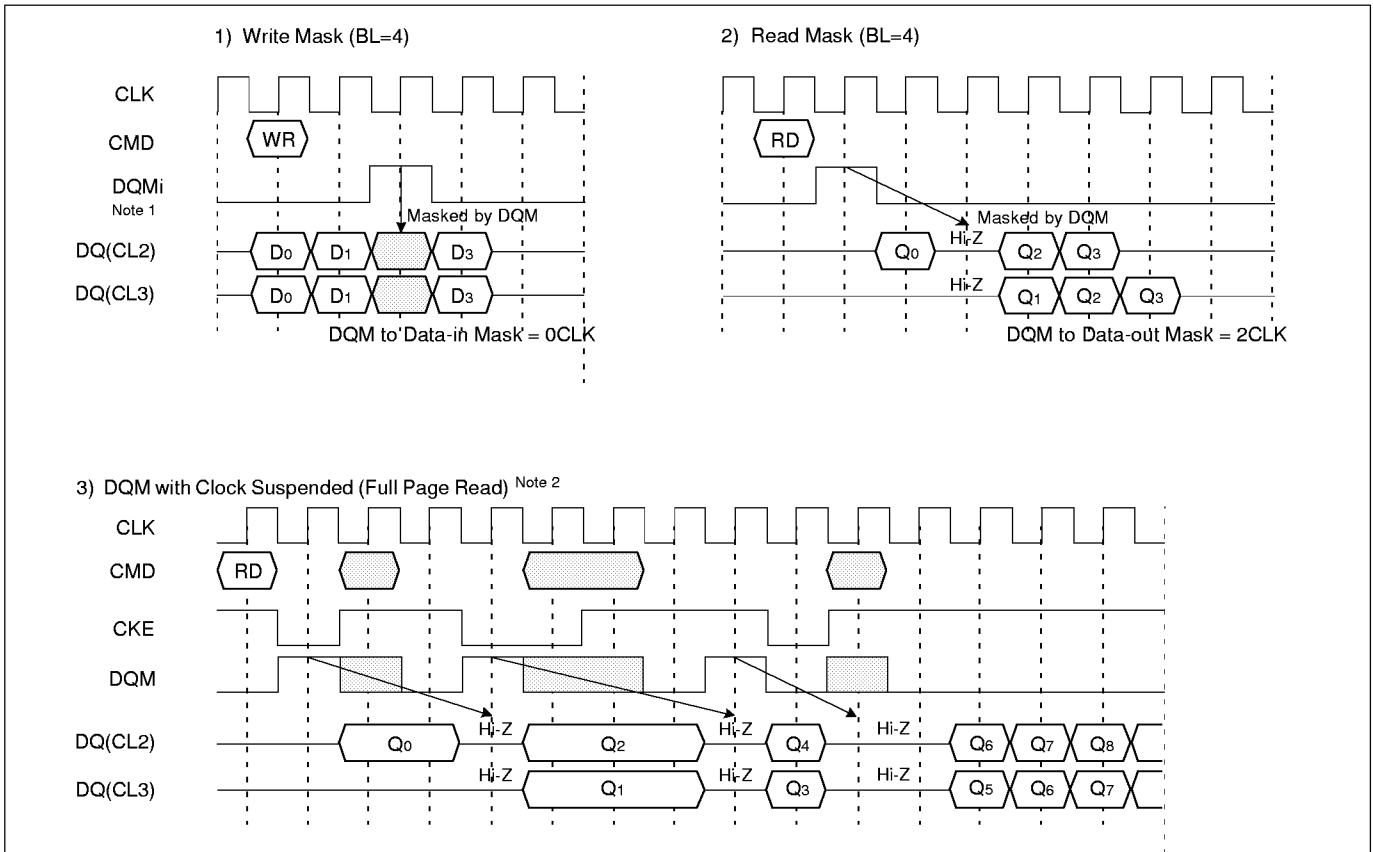 1) Write Mask (BL=4)
CLK
CMD
WR
DQMi
Note 1
Masked by DQM
DQ(CL2)
D0 D1 D3
DQ(CL3)
D0 D1 D3
DQM to Data-in Mask = 0CLK
2) Read Mask (BL=4)
RD
Masked by DQM
Hi-Z
Q0 Q2 Q3
Hi-Z
Q1 Q2 Q3
DQM to Data-out Mask = 2CLK
3) DQM with Clock Suspended (Full Page Read) Note 2
CLK
CMD
RD
CKE
DQM
DQ(CL2)
Q0 Hi-Z Q2 Hi-Z Q4 Hi-Z Q6 Q7 Q8
DQ(CL3)
Hi-Z Q1 Hi-Z Q3 Hi-Z Q5 Q6 Q7